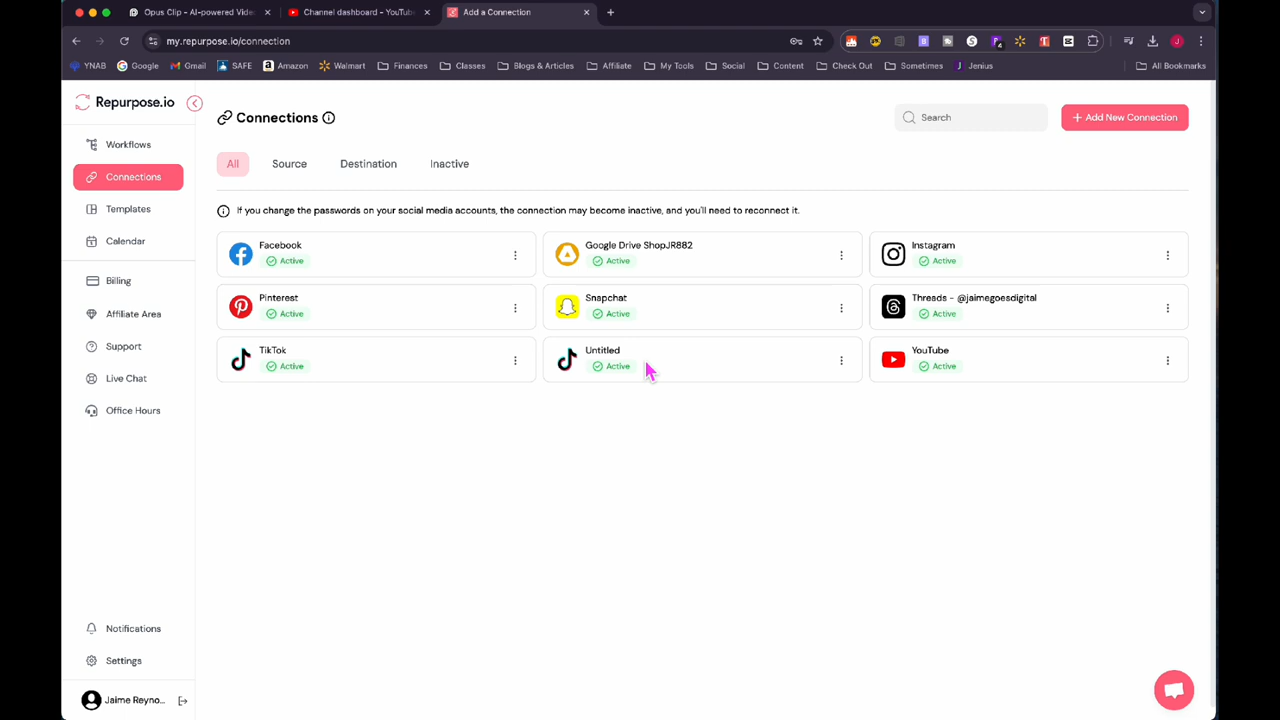 Opus Clip - AI-powered Vide
Channel dashboard - YouTube
Add a Connection
my.repurpose.io/connection
YNAB
Google
Gmail
SAFE
Amazon
Walmart
Finances
Classes
Blogs & Articles
Affiliate
My Tools
Social
Content
Check Out
Sometimes
Jenius
All Bookmarks
Repurpose.io
Workflows
Connections
Templates
Calendar
Billing
Affiliate Area
Support
Live Chat
Office Hours
Notifications
Settings
Jaime Reyno...
Connections
Search
+ Add New Connection
All
Source
Destination
Inactive
If you change the passwords on your social media accounts, the connection may become inactive, and you'll need to reconnect it.
Facebook
Active
Google Drive ShopJR882
Active
Instagram
Active
Pinterest
Active
Snapchat
Active
Threads - @jaimegoesdigital
Active
TikTok
Active
Untitled
Active
YouTube
Active